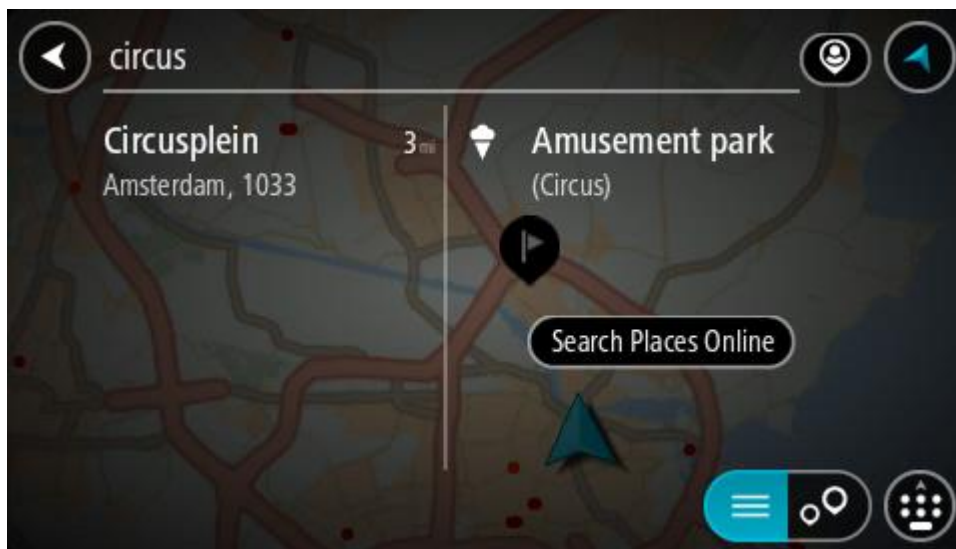 circus
Circusplein 3 mi
Amsterdam, 1033
Amusement park
(Circus)
Search Places Online